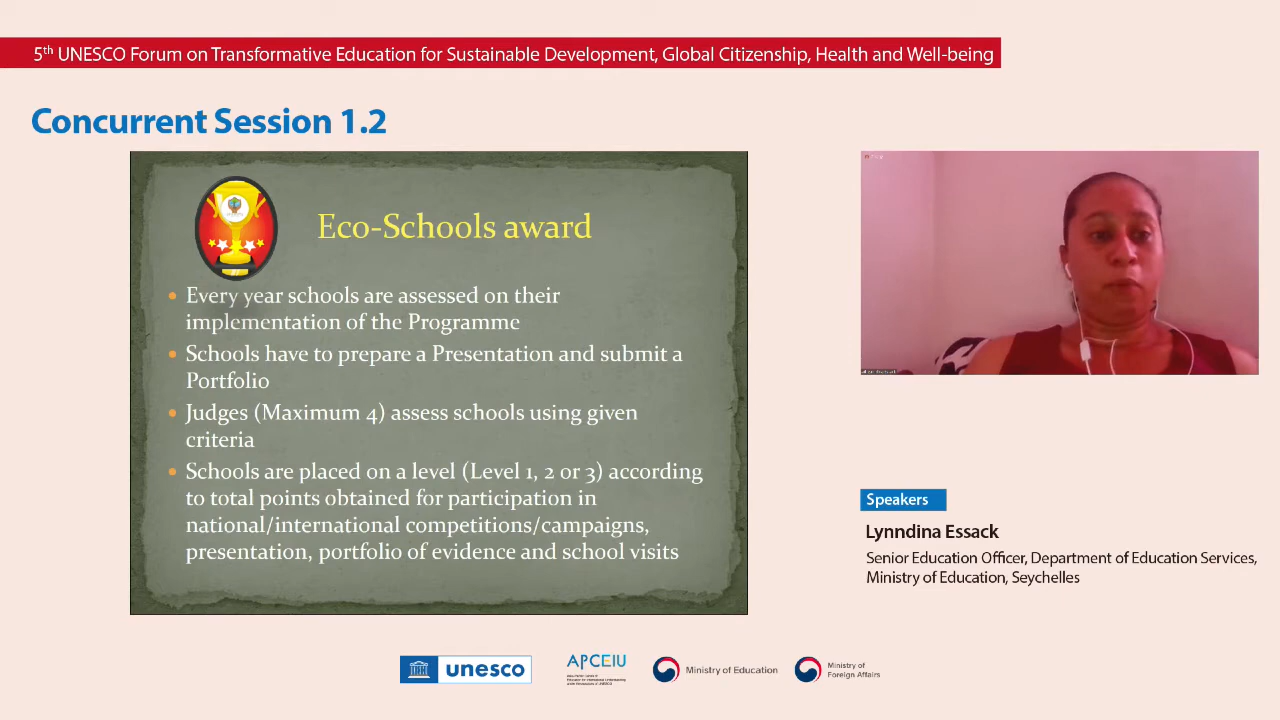 5th UNESCO Forum on Transformative Education for Sustainable Development, Global Citizenship, Health and Well-being
Concurrent Session 1.2
Eco-Schools award
• Every year schools are assessed on their
implementation of the Programme
• Schools have to prepare a Presentation and submit a
Portfolio
• Judges (Maximum 4) assess schools using given
criteria
• Schools are placed on a level (Level 1, 2 or 3) according
to total points obtained for participation in
national/international competitions/campaigns,
presentation, portfolio of evidence and school visits
Speakers
Lynndina Essack
Senior Education Officer, Department of Education Services,
Ministry of Education, Seychelles
unesco
APCEIU
Ministry of Education
Ministry of
Foreign Affairs